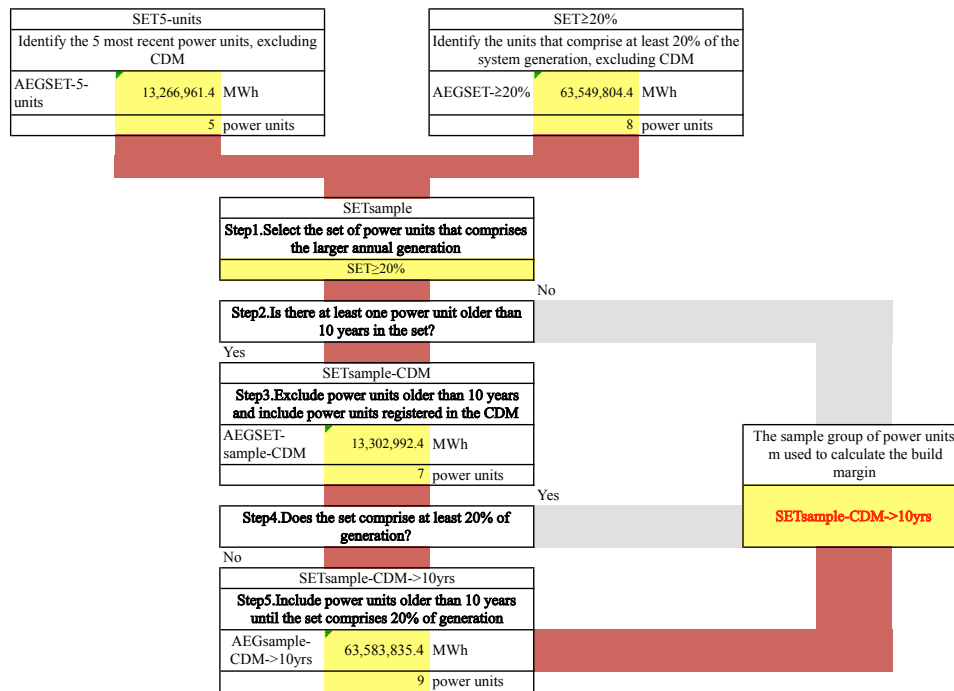 SET5-units
Identify the 5 most recent power units, excluding
CDM
AEGSET-5-
units
13,266,961.4 MWh
5 power units
SET≥20%
Identify the units that comprise at least 20% of the
system generation, excluding CDM
AEGSET-≥20% 63,549,804.4 MWh
8 power units
SETsample
Step1.Select the set of power units that comprises
the larger annual generation
SET≥20%
No
Step2.Is there at least one power unit older than
10 years in the set?
Yes
SETsample-CDM
Step3.Exclude power units older than 10 years
and include power units registered in the CDM
AEGSET-
sample-CDM
13,302,992.4 MWh
7 power units
The sample group of power units
m used to calculate the build
margin
SETsample-CDM->10yrs
Yes
Step4.Does the set comprise at least 20% of
generation?
No
SETsample-CDM->10yrs
Step5.Include power units older than 10 years
until the set comprises 20% of generation
AEGsample-
CDM->10yrs
63,583,835.4 MWh
9 power units